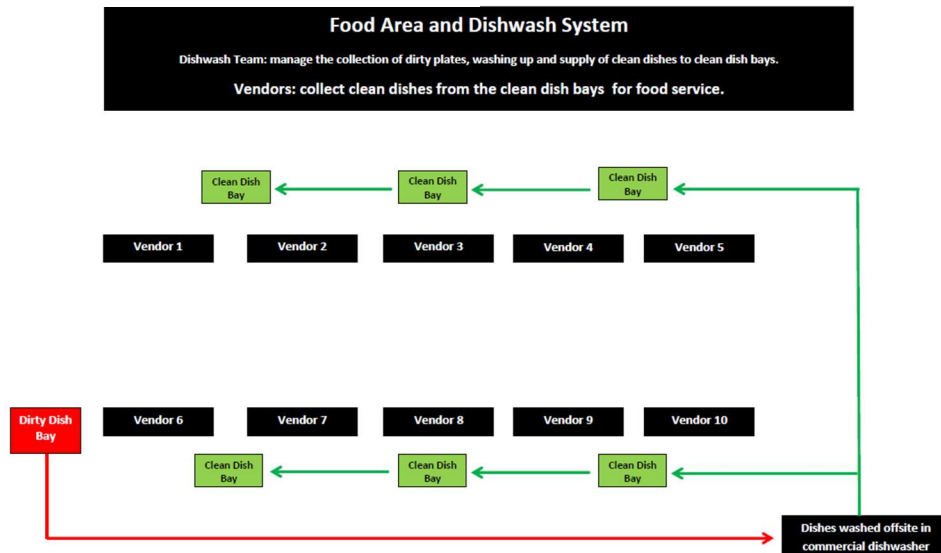 Food Area and Dishwash System
Dishwash Team: manage the collection of dirty plates, washing up and supply of clean dishes to clean dish bays.
Vendors: collect clean dishes from the clean dish bays for food service.
Clean Dish
Bay
Clean Dish
Bay
Clean Dish
Bay
Vendor 1
Vendor 2
Vendor 3
Vendor 4
Vendor 5
Dirty Dish
Bay
Vendor 6
Vendor 7
Vendor 8
Vendor 9
Vendor 10
Clean Dish
Bay
Clean Dish
Bay
Clean Dish
Bay
Dishes washed offsite in
commercial dishwasher